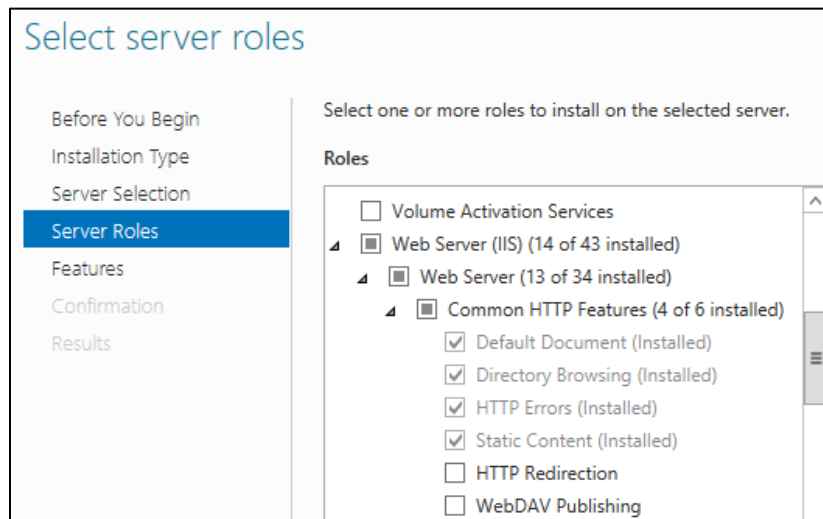 Select server roles
Before You Begin
Installation Type
Server Selection
Server Roles
Features
Confirmation
Results
Select one or more roles to install on the selected server.
Roles
Volume Activation Services
Web Server (IIS) (14 of 43 installed)
Web Server (13 of 34 installed)
Common HTTP Features (4 of 6 installed)
Default Document (Installed)
Directory Browsing (Installed)
HTTP Errors (Installed)
Static Content (Installed)
HTTP Redirection
WebDAV Publishing